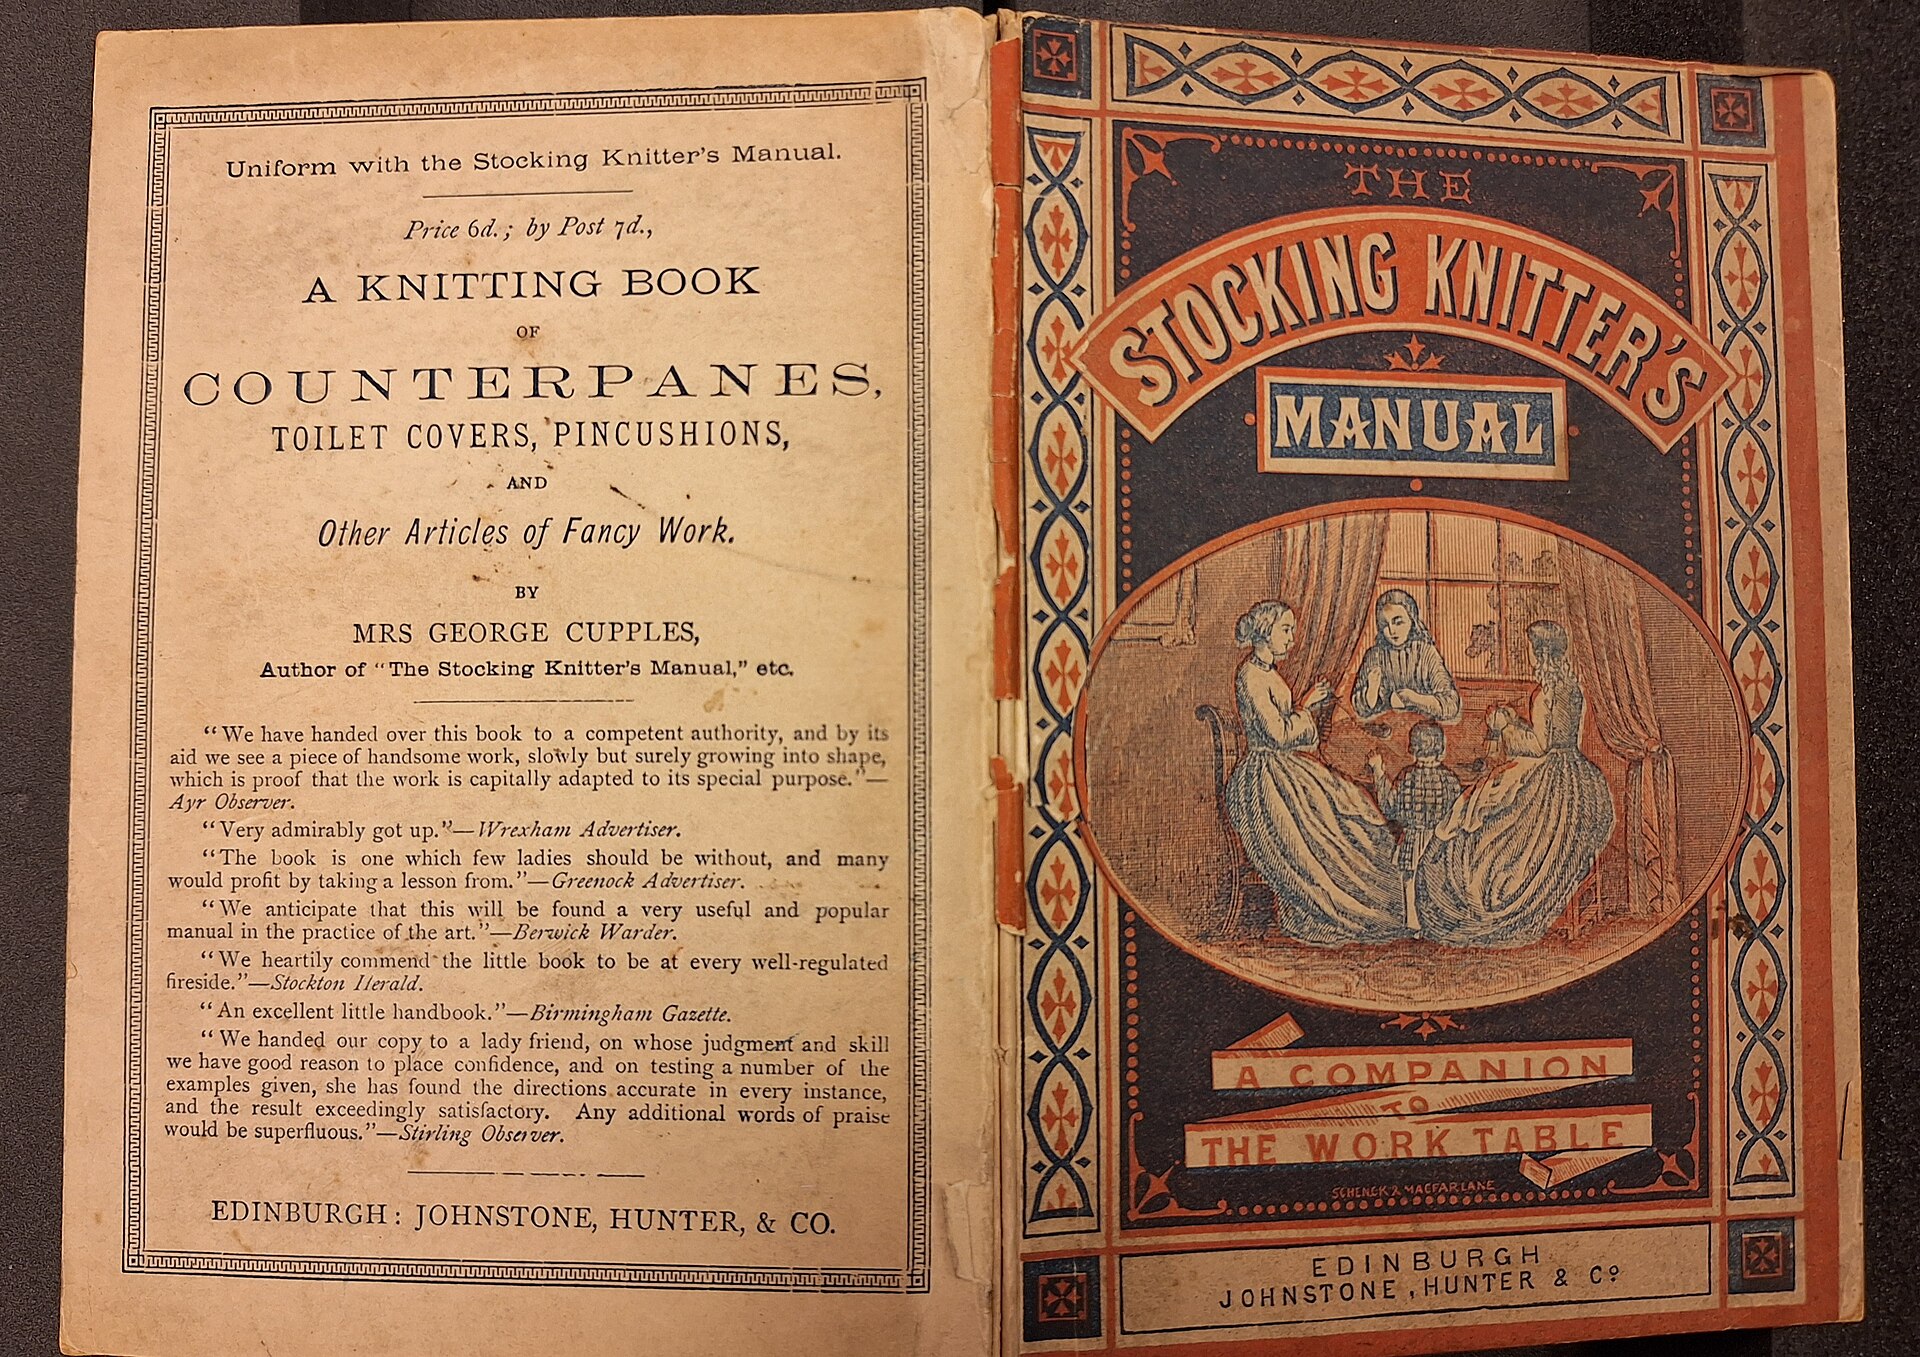 Uniform with the Stocking Knitter's Manual.
Price 6d.; by Post 7d.,
A KNITTING BOOK
OF
COUNTERPANES,
TOILET COVERS, PINCUSHIONS,
AND
Other Articles of Fancy Work.
BY
MRS GEORGE CUPPLES,
Author of "The Stocking Knitter's Manual," etc.
"We have handed over this book to a competent authority, and by its
aid we see a piece of handsome work, slowly but surely growing into shape,
which is proof that the work is capitally adapted to its special purpose."—
Ayr Observer.
"Very admirably got up."—Wrexham Advertiser.
"The book is one which few ladies should be without, and many
would profit by taking a lesson from."—Greenock Advertiser.
"We anticipate that this will be found a very useful and popular
manual in the practice of the art."—Berwick Warder.
"We heartily commend the little book to be at every well-regulated
fireside."—Stockton Herald.
"An excellent little handbook."—Birmingham Gazette.
"We handed our copy to a lady friend, on whose judgment and skill
we have good reason to place confidence, and on testing a number of the
examples given, she has found the directions accurate in every instance,
and the result exceedingly satisfactory. Any additional words of praise
would be superfluous."—Stirling Observer.
EDINBURGH: JOHNSTONE, HUNTER, & CO.
THE
STOCKING KNITTER'S
MANUAL
A COMPANION
TO
THE WORK TABLE
SCHENCK & MACFARLANE
EDINBURGH
JOHNSTONE, HUNTER & Co